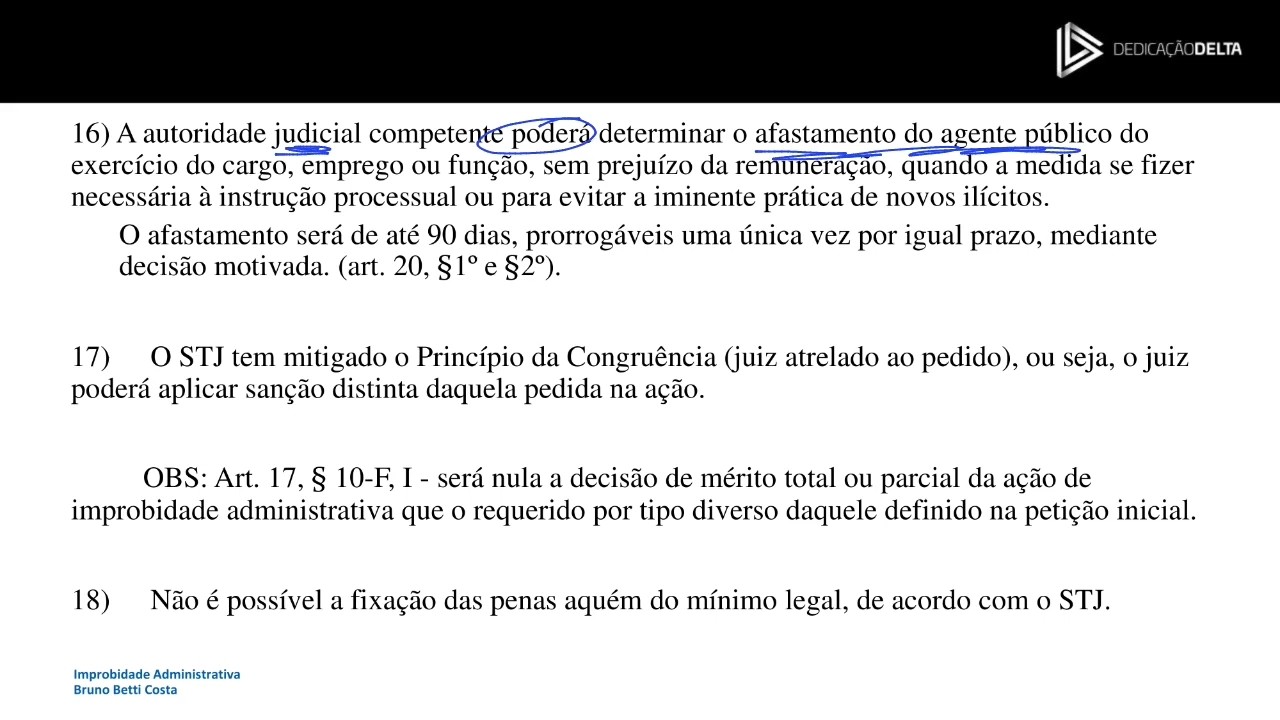 DEDICAÇÃODELTA
16) A autoridade judicial competente poderá determinar o afastamento do agente público do
exercício do cargo, emprego ou função, sem prejuízo da remuneração, quando a medida se fizer
necessária à instrução processual ou para evitar a iminente prática de novos ilícitos.
O afastamento será de até 90 dias, prorrogáveis uma única vez por igual prazo, mediante
decisão motivada. (art. 20, §1º e §2º).
17) O STJ tem mitigado o Princípio da Congruência (juiz atrelado ao pedido), ou seja, o juiz
poderá aplicar sanção distinta daquela pedida na ação.
OBS: Art. 17, § 10-F, I - será nula a decisão de mérito total ou parcial da ação de
improbidade administrativa que o requerido por tipo diverso daquele definido na petição inicial.
18) Não é possível a fixação das penas aquém do mínimo legal, de acordo com o STJ.
Improbidade Administrativa
Bruno Betti Costa